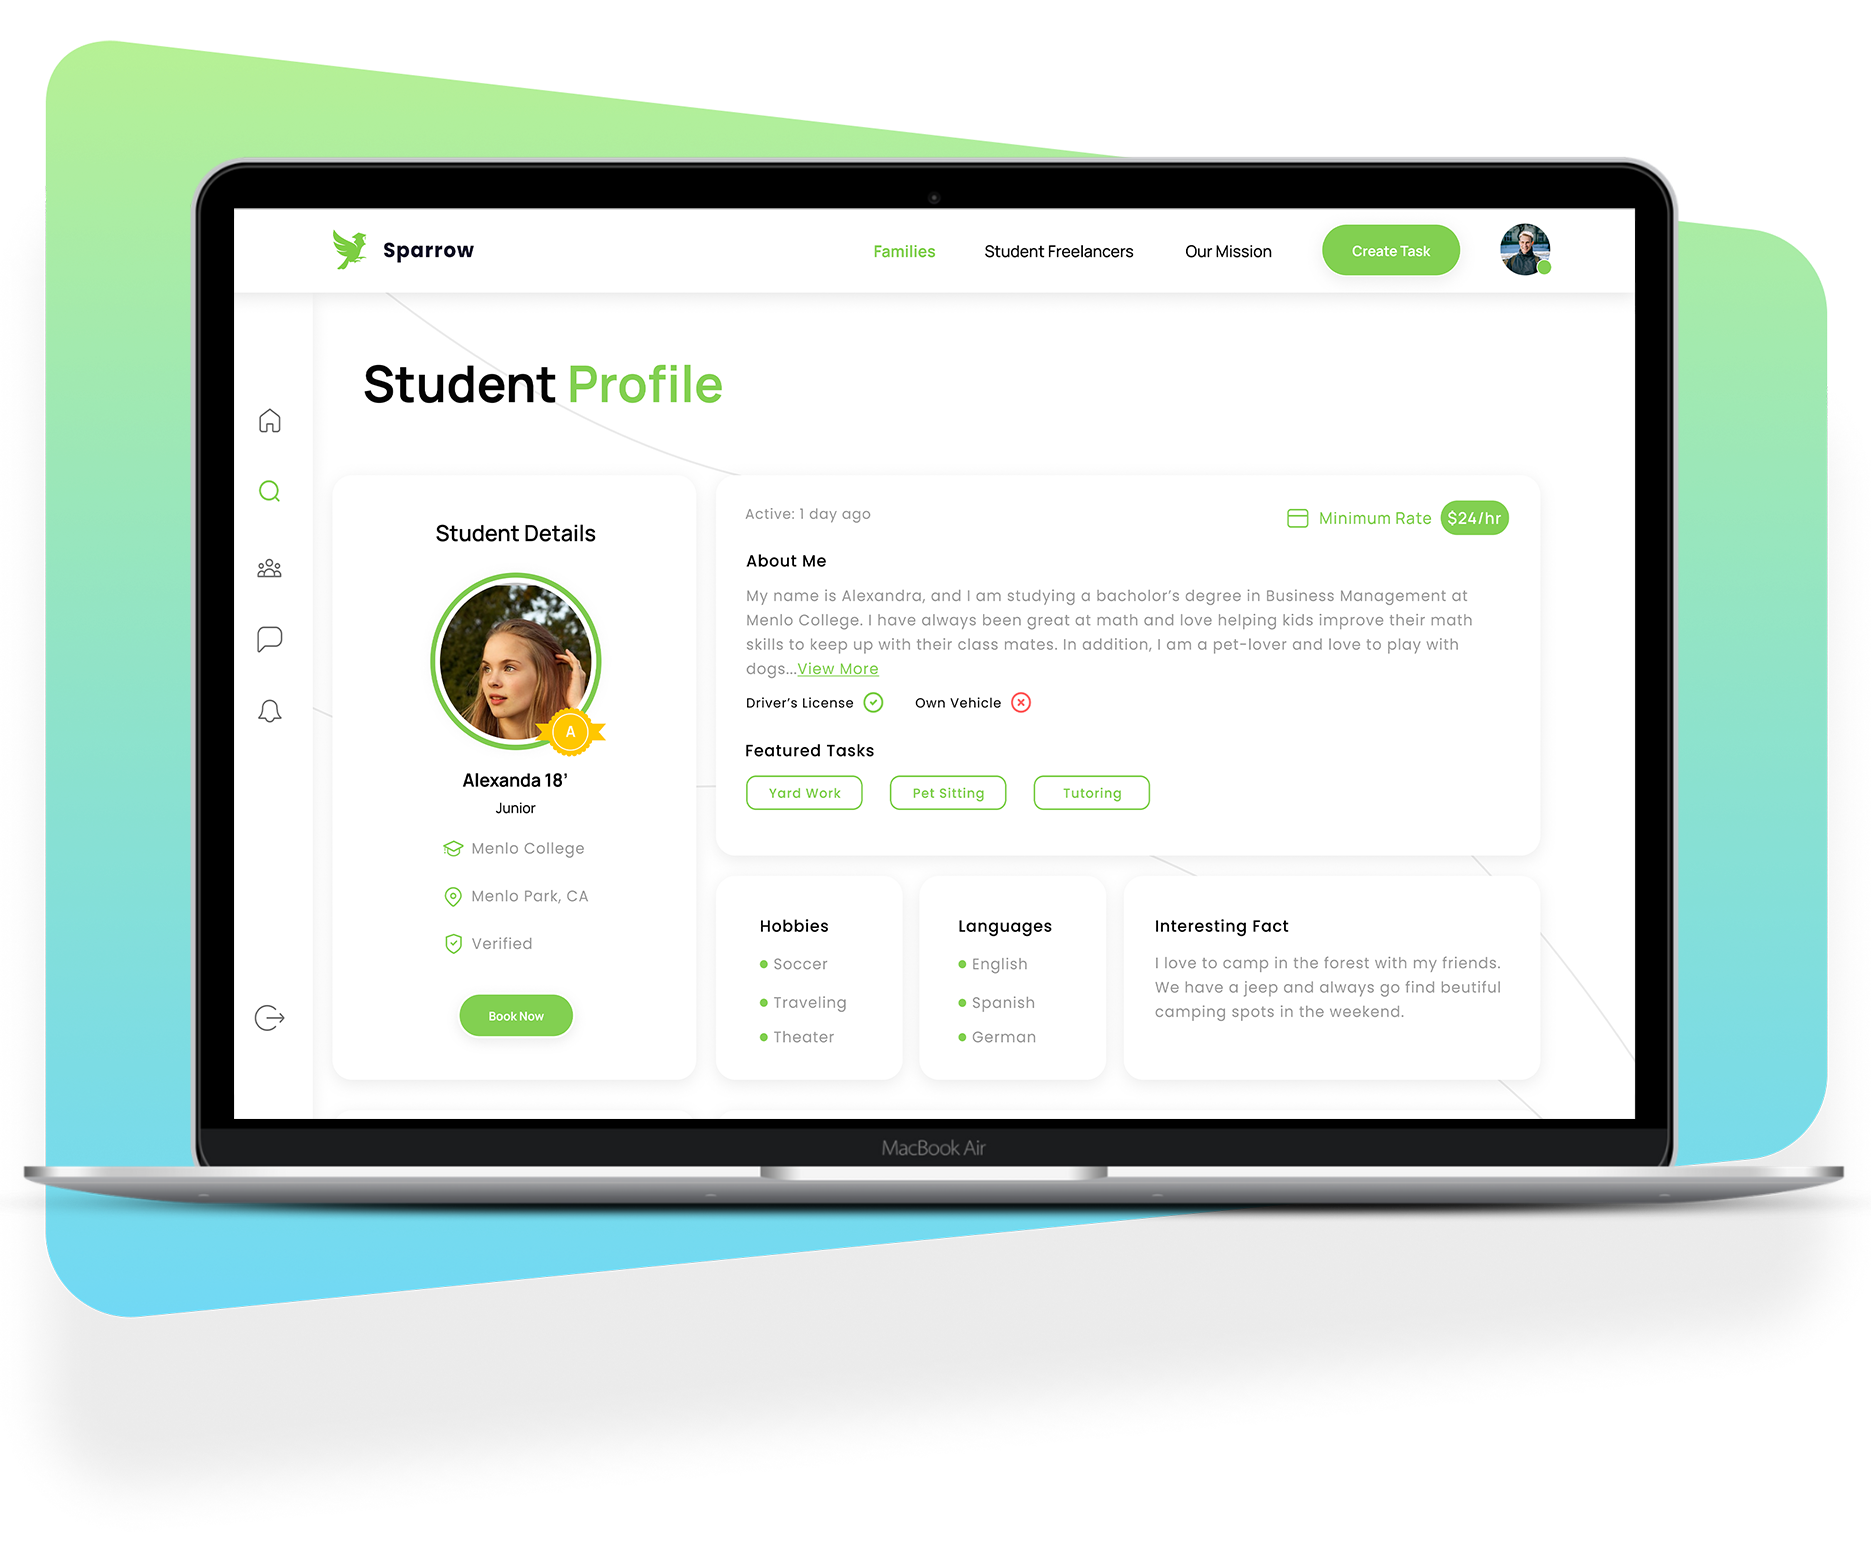 Sparrow
Families
Student Freelancers
Our Mission
Create Task
Student Profile
Student Details
A
Alexanda 18’
Junior
Menlo College
Menlo Park, CA
Verified
Book Now
Active: 1 day ago
Minimum Rate $24/hr
About Me
My name is Alexandra, and I am studying a bacholor’s degree in Business Management at
Menlo College. I have always been great at math and love helping kids improve their math
skills to keep up with their class mates. In addition, I am a pet-lover and love to play with
dogs...View More
Driver’s License
Own Vehicle
Featured Tasks
Yard Work
Pet Sitting
Tutoring
Hobbies
Soccer
Traveling
Theater
Languages
English
Spanish
German
Interesting Fact
I love to camp in the forest with my friends.
We have a jeep and always go find beutiful
camping spots in the weekend.
MacBook Air